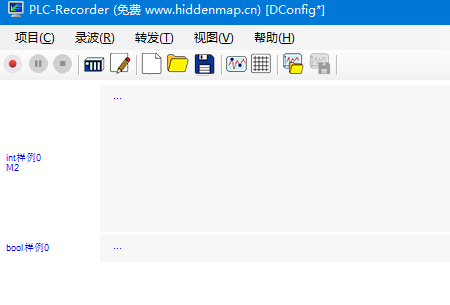 PLC-Recorder (免费 www.hiddenmap.cn) [DConfig*]
项目(C) 录波(R) 转发(T) 视图(V) 帮助(H)
...
int样例0
M2
bool样例0 ...